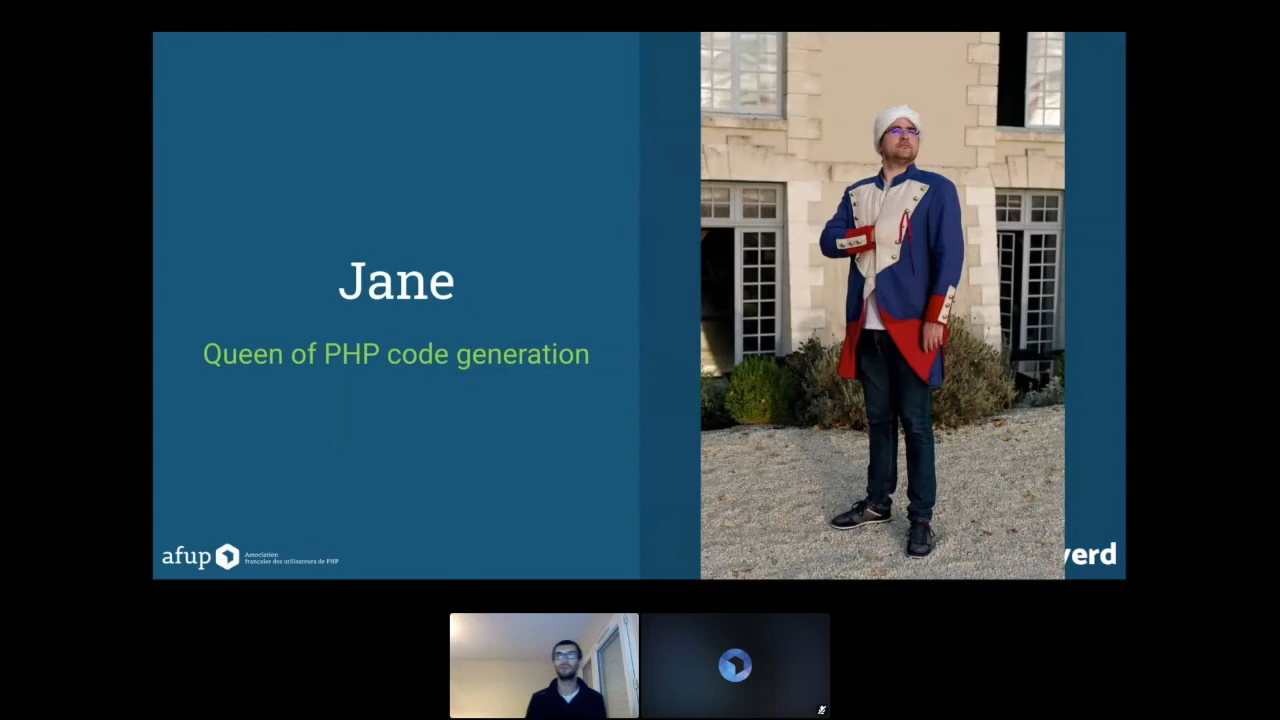 Jane
Queen of PHP code generation
afup
Association
française des utilisateurs de PHP
verd